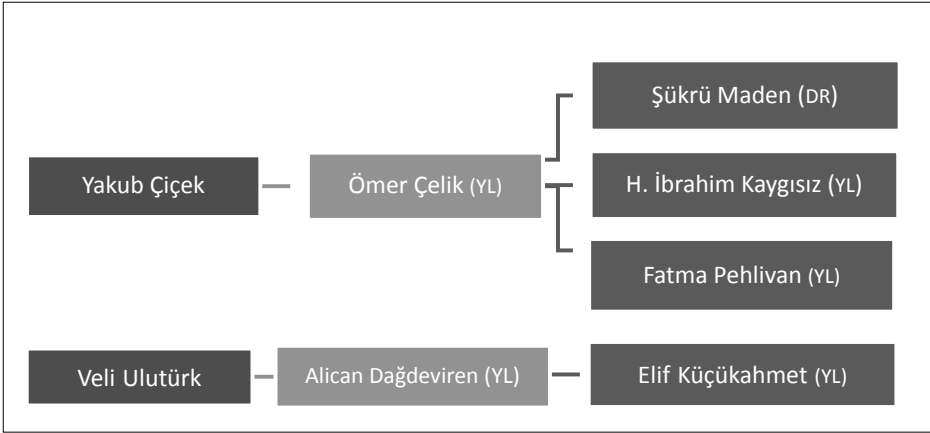 Şükrü Maden (DR)
Yakub Çiçek
Ömer Çelik (YL)
H. İbrahim Kaygısız (YL)
Fatma Pehlivan (YL)
Veli Ulutürk
Alican Dağdeviren (YL)
Elif Küçükahmet (YL)